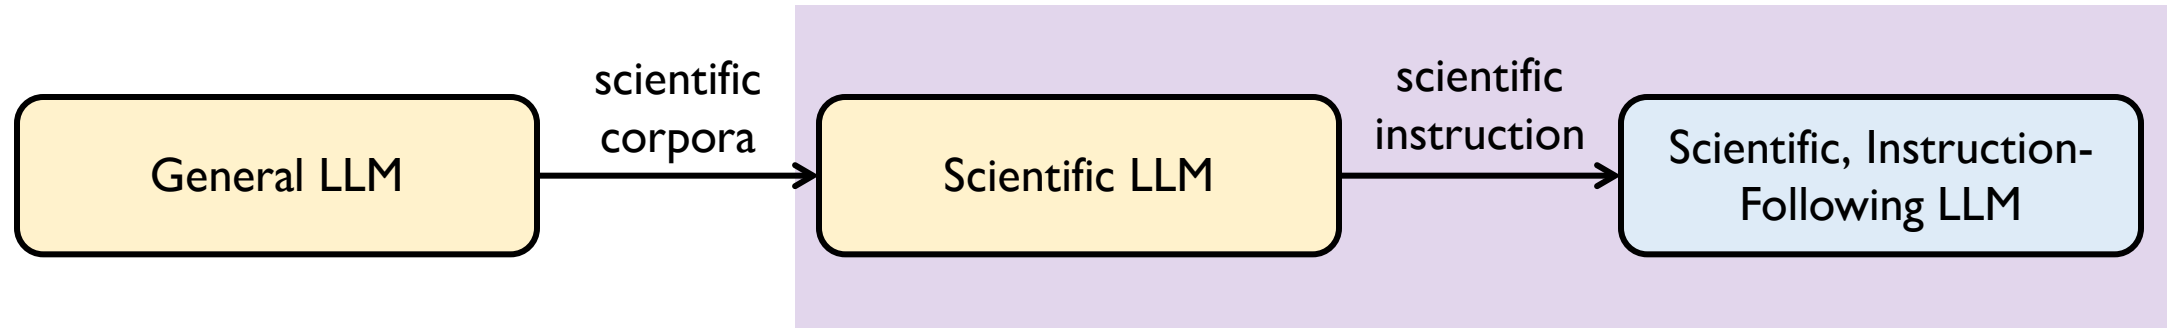 General LLM
scientific
corpora
Scientific LLM
scientific
instruction
Scientific, Instruction-
Following LLM